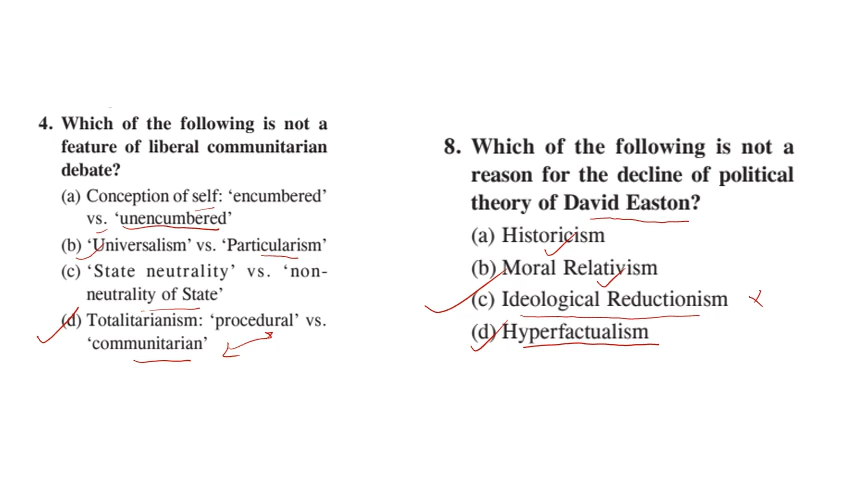 4. Which of the following is not a
feature of liberal communitarian
debate?
(a) Conception of self: ‘encumbered’
vs. ‘unencumbered’
(b) ‘Universalism’ vs. ‘Particularism’
(c) ‘State neutrality’ vs. ‘non-
neutrality of State’
(d) Totalitarianism: ‘procedural’ vs.
‘communitarian’
8. Which of the following is not a
reason for the decline of political
theory of David Easton?
(a) Historicism
(b) Moral Relativism
(c) Ideological Reductionism
(d) Hyperfactualism